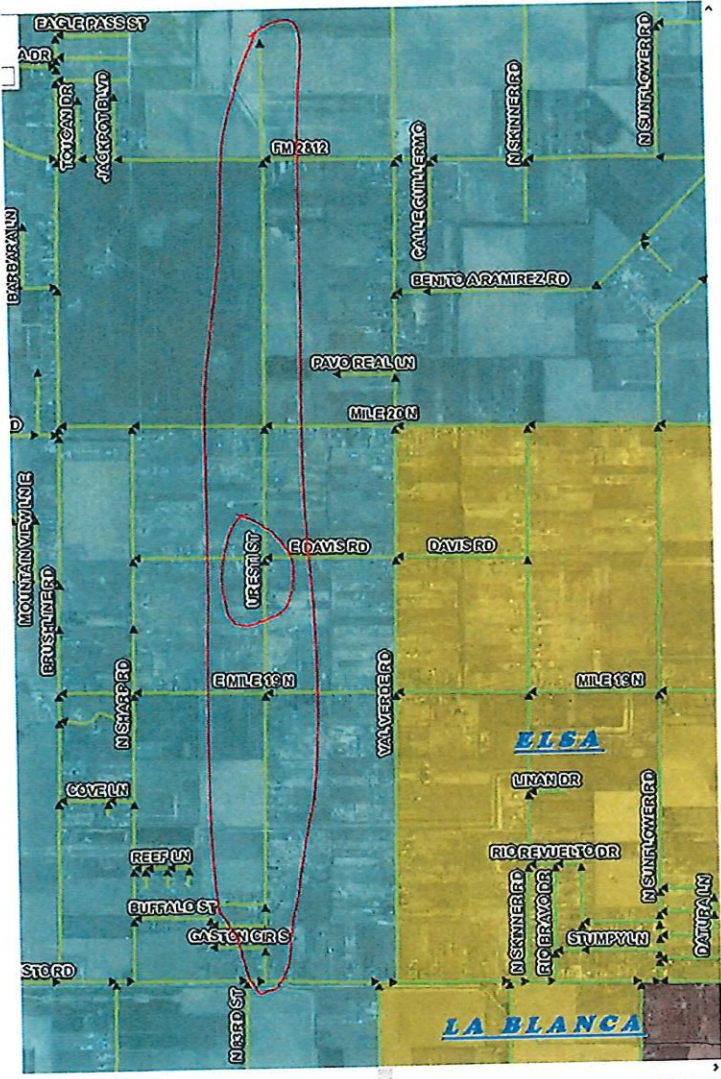 EAGLE PASS ST
A DR
TOUCAN DR
JACKPOT BLVD
FM 2812
CALLE GUILLERMO
N SKINNER RD
N SUNFLOWER RD
BARBARA LN
BENITO A RAMIREZ RD
PAVO REAL LN
MILE 20 N
D
MOUNTAIN VIEW LN E
BRUSHLINE RD
URESTI ST
E DAVIS RD
DAVIS RD
N SHARP RD
E MILE 19 N
VAL VERDE RD
MILE 19 N
ELSA
COVE LN
LINAN DR
REEF LN
RIO REVUELTO DR
N SUNFLOWER RD
BUFFALO ST
GASTON CIR S
N SKINNER RD
RIO BRAVO DR
STUMPY LN
DATURA LN
STO RD
N 83RD ST
LA BLANCA